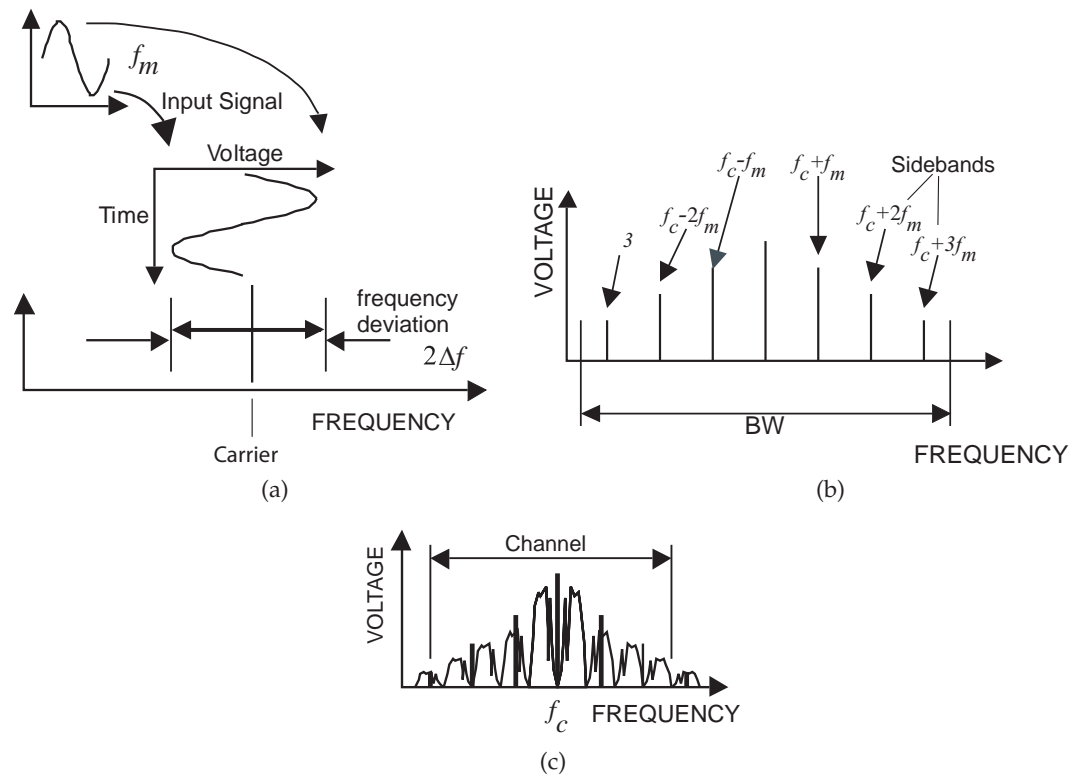 f_m
Input Signal
Voltage
Time
frequency
deviation
2Δf
FREQUENCY
Carrier
(a)
VOLTAGE
3
f_c-2f_m
f_c-f_m
f_c+f_m
Sidebands
f_c+2f_m
f_c+3f_m
BW
FREQUENCY
(b)
VOLTAGE
Channel
f_c
FREQUENCY
(c)